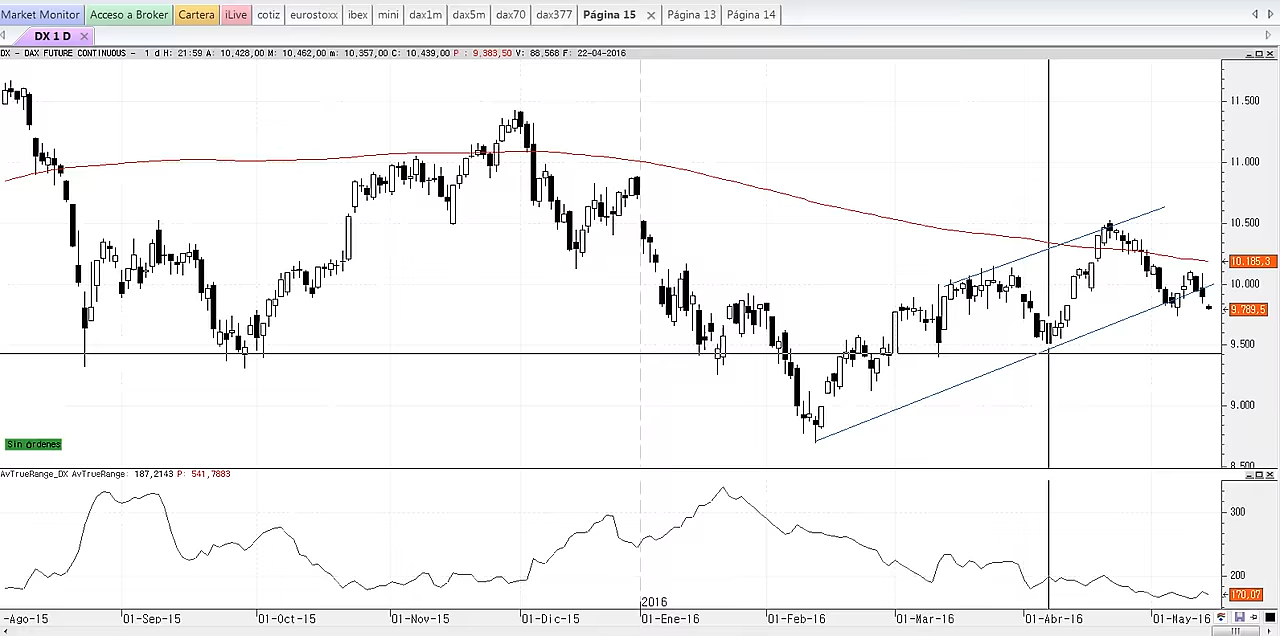 Market Monitor Acceso a Broker Cartera iLive cotiz eurostoxx ibex mini dax1m dax5m dax70 dax377 Página 15 Página 13 Página 14
DX 1 D
DX - DAX FUTURE CONTINUOUS - 1 d H: 21:59 A: 10,428,00 M: 10,462,00 m: 10,357,00 C: 10,439,00 P : 9,383,50 V: 88,568 F: 22-04-2016
11.500
11.000
10.500
10.185,3
10.000
9.789,5
9.500
9.000
8.500
Sin órdenes
AvTrueRange_DX AvTrueRange: 187,2143 P: 541,7883
300
200
170,07
2016
-Ago-15 01-Sep-15 01-Oct-15 01-Nov-15 01-Dic-15 01-Ene-16 01-Feb-16 01-Mar-16 01-Abr-16 01-May-16